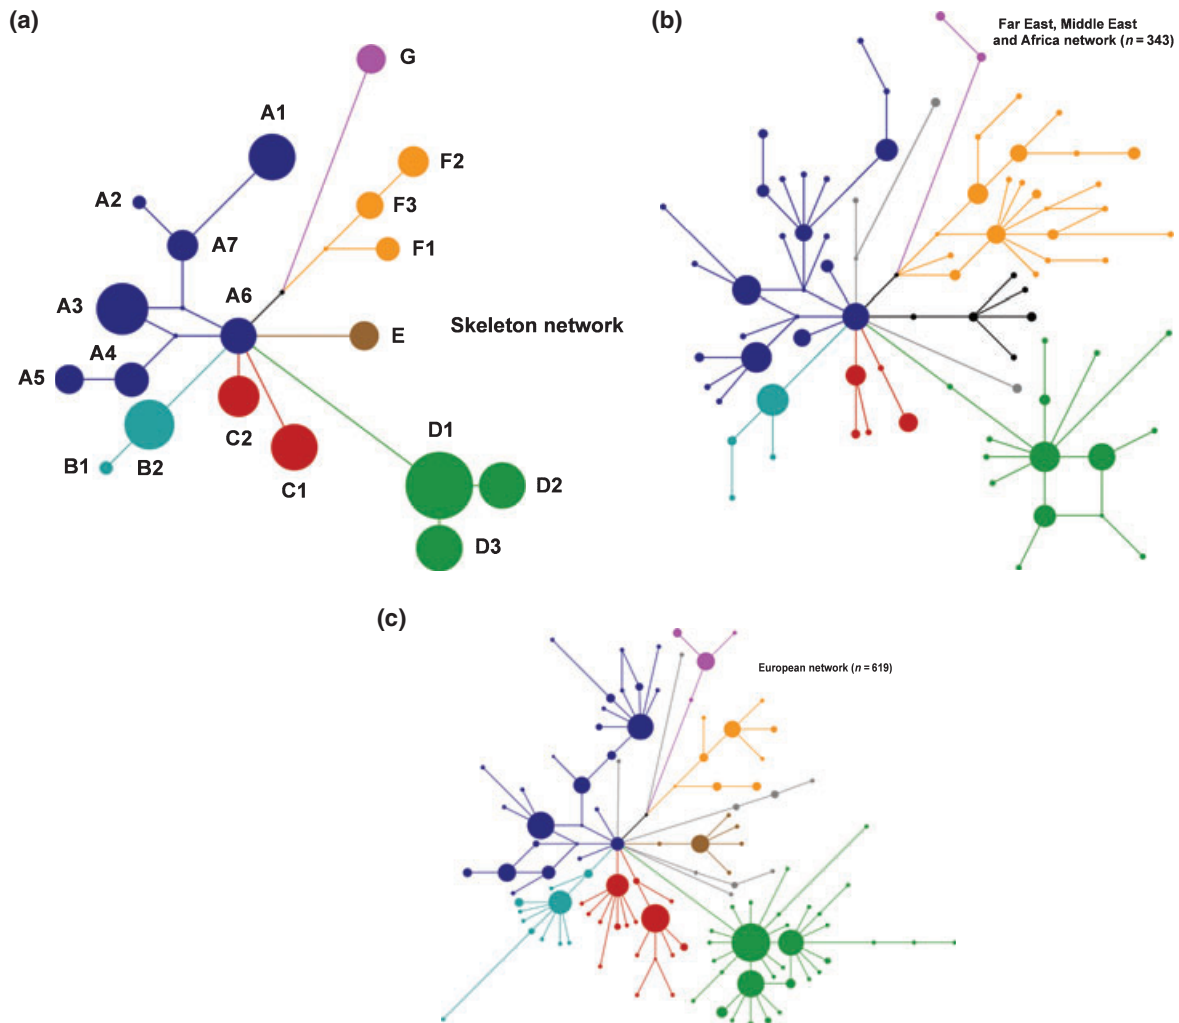 (a)
G
A1
F2
A2
F3
A7
F1
A3
A6
E
Skeleton network
A4
A5
B1
B2
C2
C1
D1
D2
D3
(b)
Far East, Middle East
and Africa network (n = 343)
(c)
European network (n = 619)